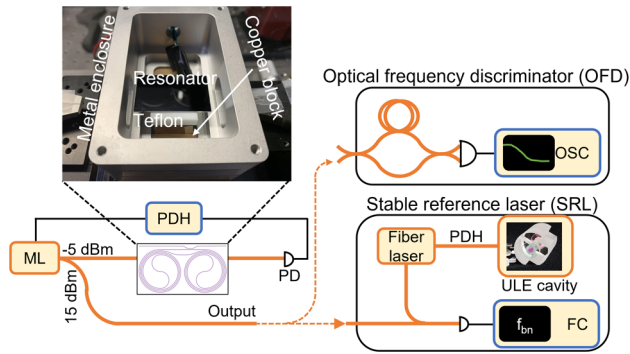 Metal enclosure
Resonator
Copper block
Teflon
Optical frequency discriminator (OFD)
OSC
Stable reference laser (SRL)
Fiber
laser
PDH
ULE cavity
f_bn
FC
PDH
ML
-5 dBm
PD
15 dBm
Output